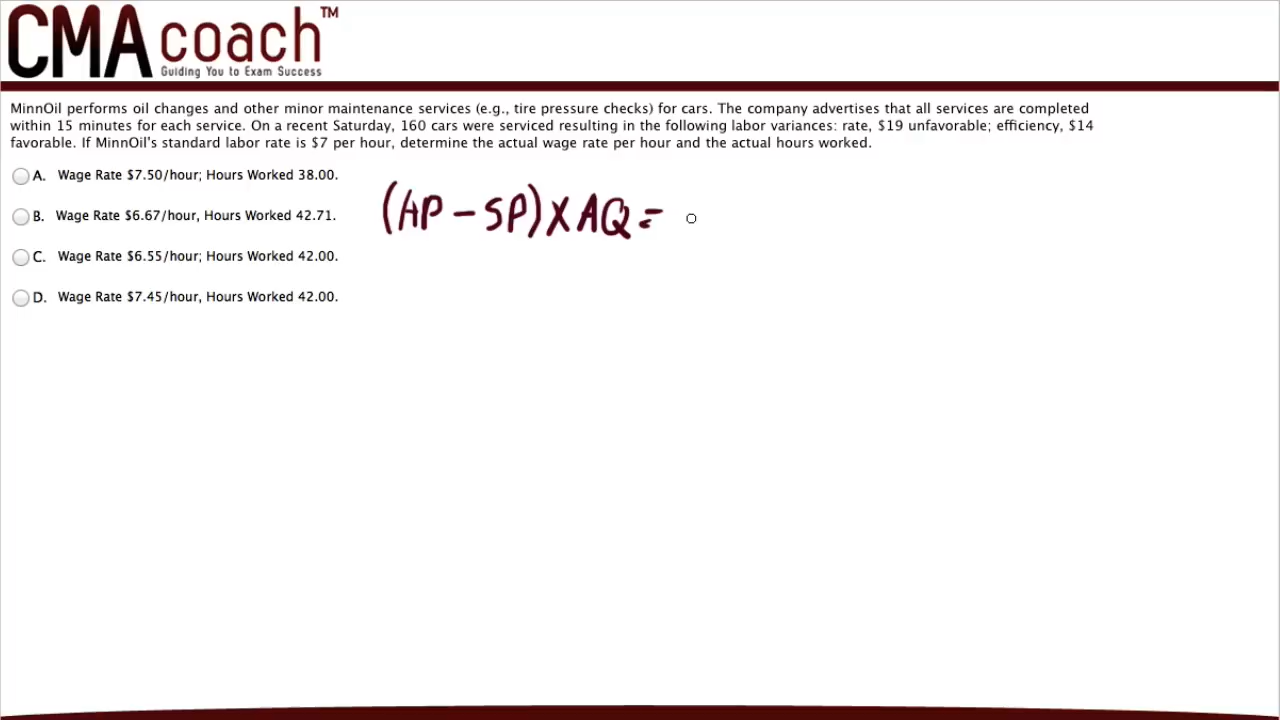 CMAcoach™
Guiding You to Exam Success
MinnOil performs oil changes and other minor maintenance services (e.g., tire pressure checks) for cars. The company advertises that all services are completed
within 15 minutes for each service. On a recent Saturday, 160 cars were serviced resulting in the following labor variances: rate, $19 unfavorable; efficiency, $14
favorable. If MinnOil's standard labor rate is $7 per hour, determine the actual wage rate per hour and the actual hours worked.
A. Wage Rate $7.50/hour; Hours Worked 38.00.
B. Wage Rate $6.67/hour, Hours Worked 42.71.
C. Wage Rate $6.55/hour; Hours Worked 42.00.
D. Wage Rate $7.45/hour, Hours Worked 42.00.
(AP - SP) X AQ =